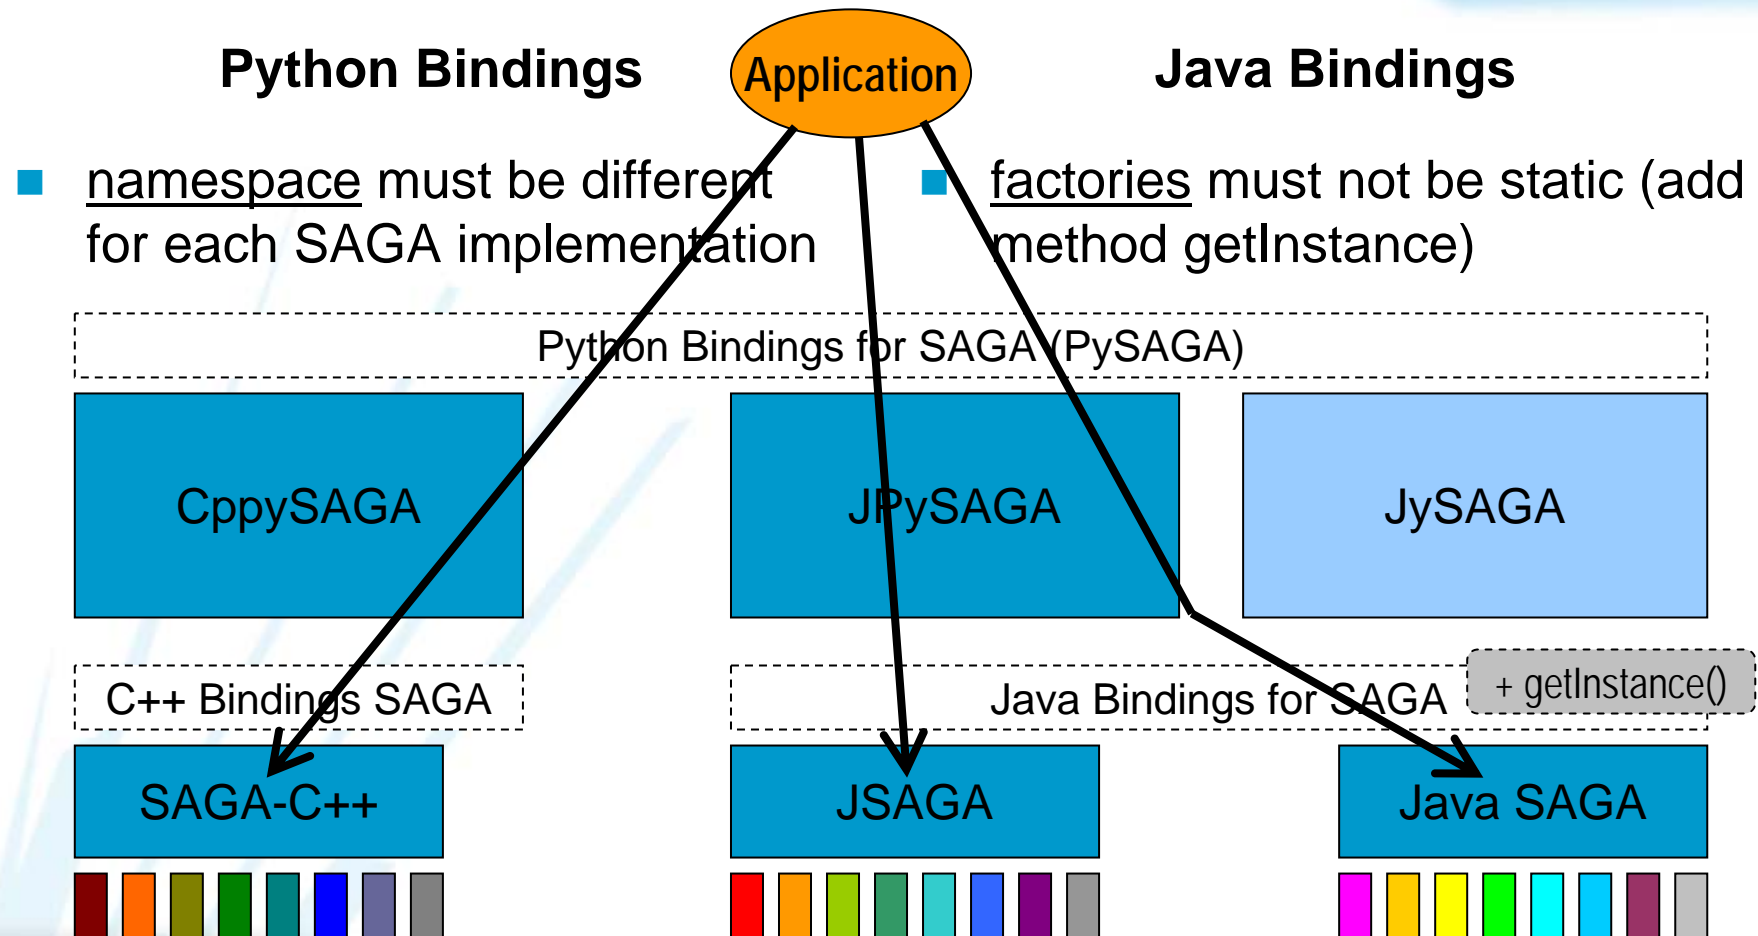 Python Bindings
Application
Java Bindings
namespace must be different
for each SAGA implementation
factories must not be static (add
method getInstance)
Python Bindings for SAGA (PySAGA)
CppySAGA
JPySAGA
JySAGA
C++ Bindings SAGA
Java Bindings for SAGA
+ getInstance()
SAGA-C++
JSAGA
Java SAGA